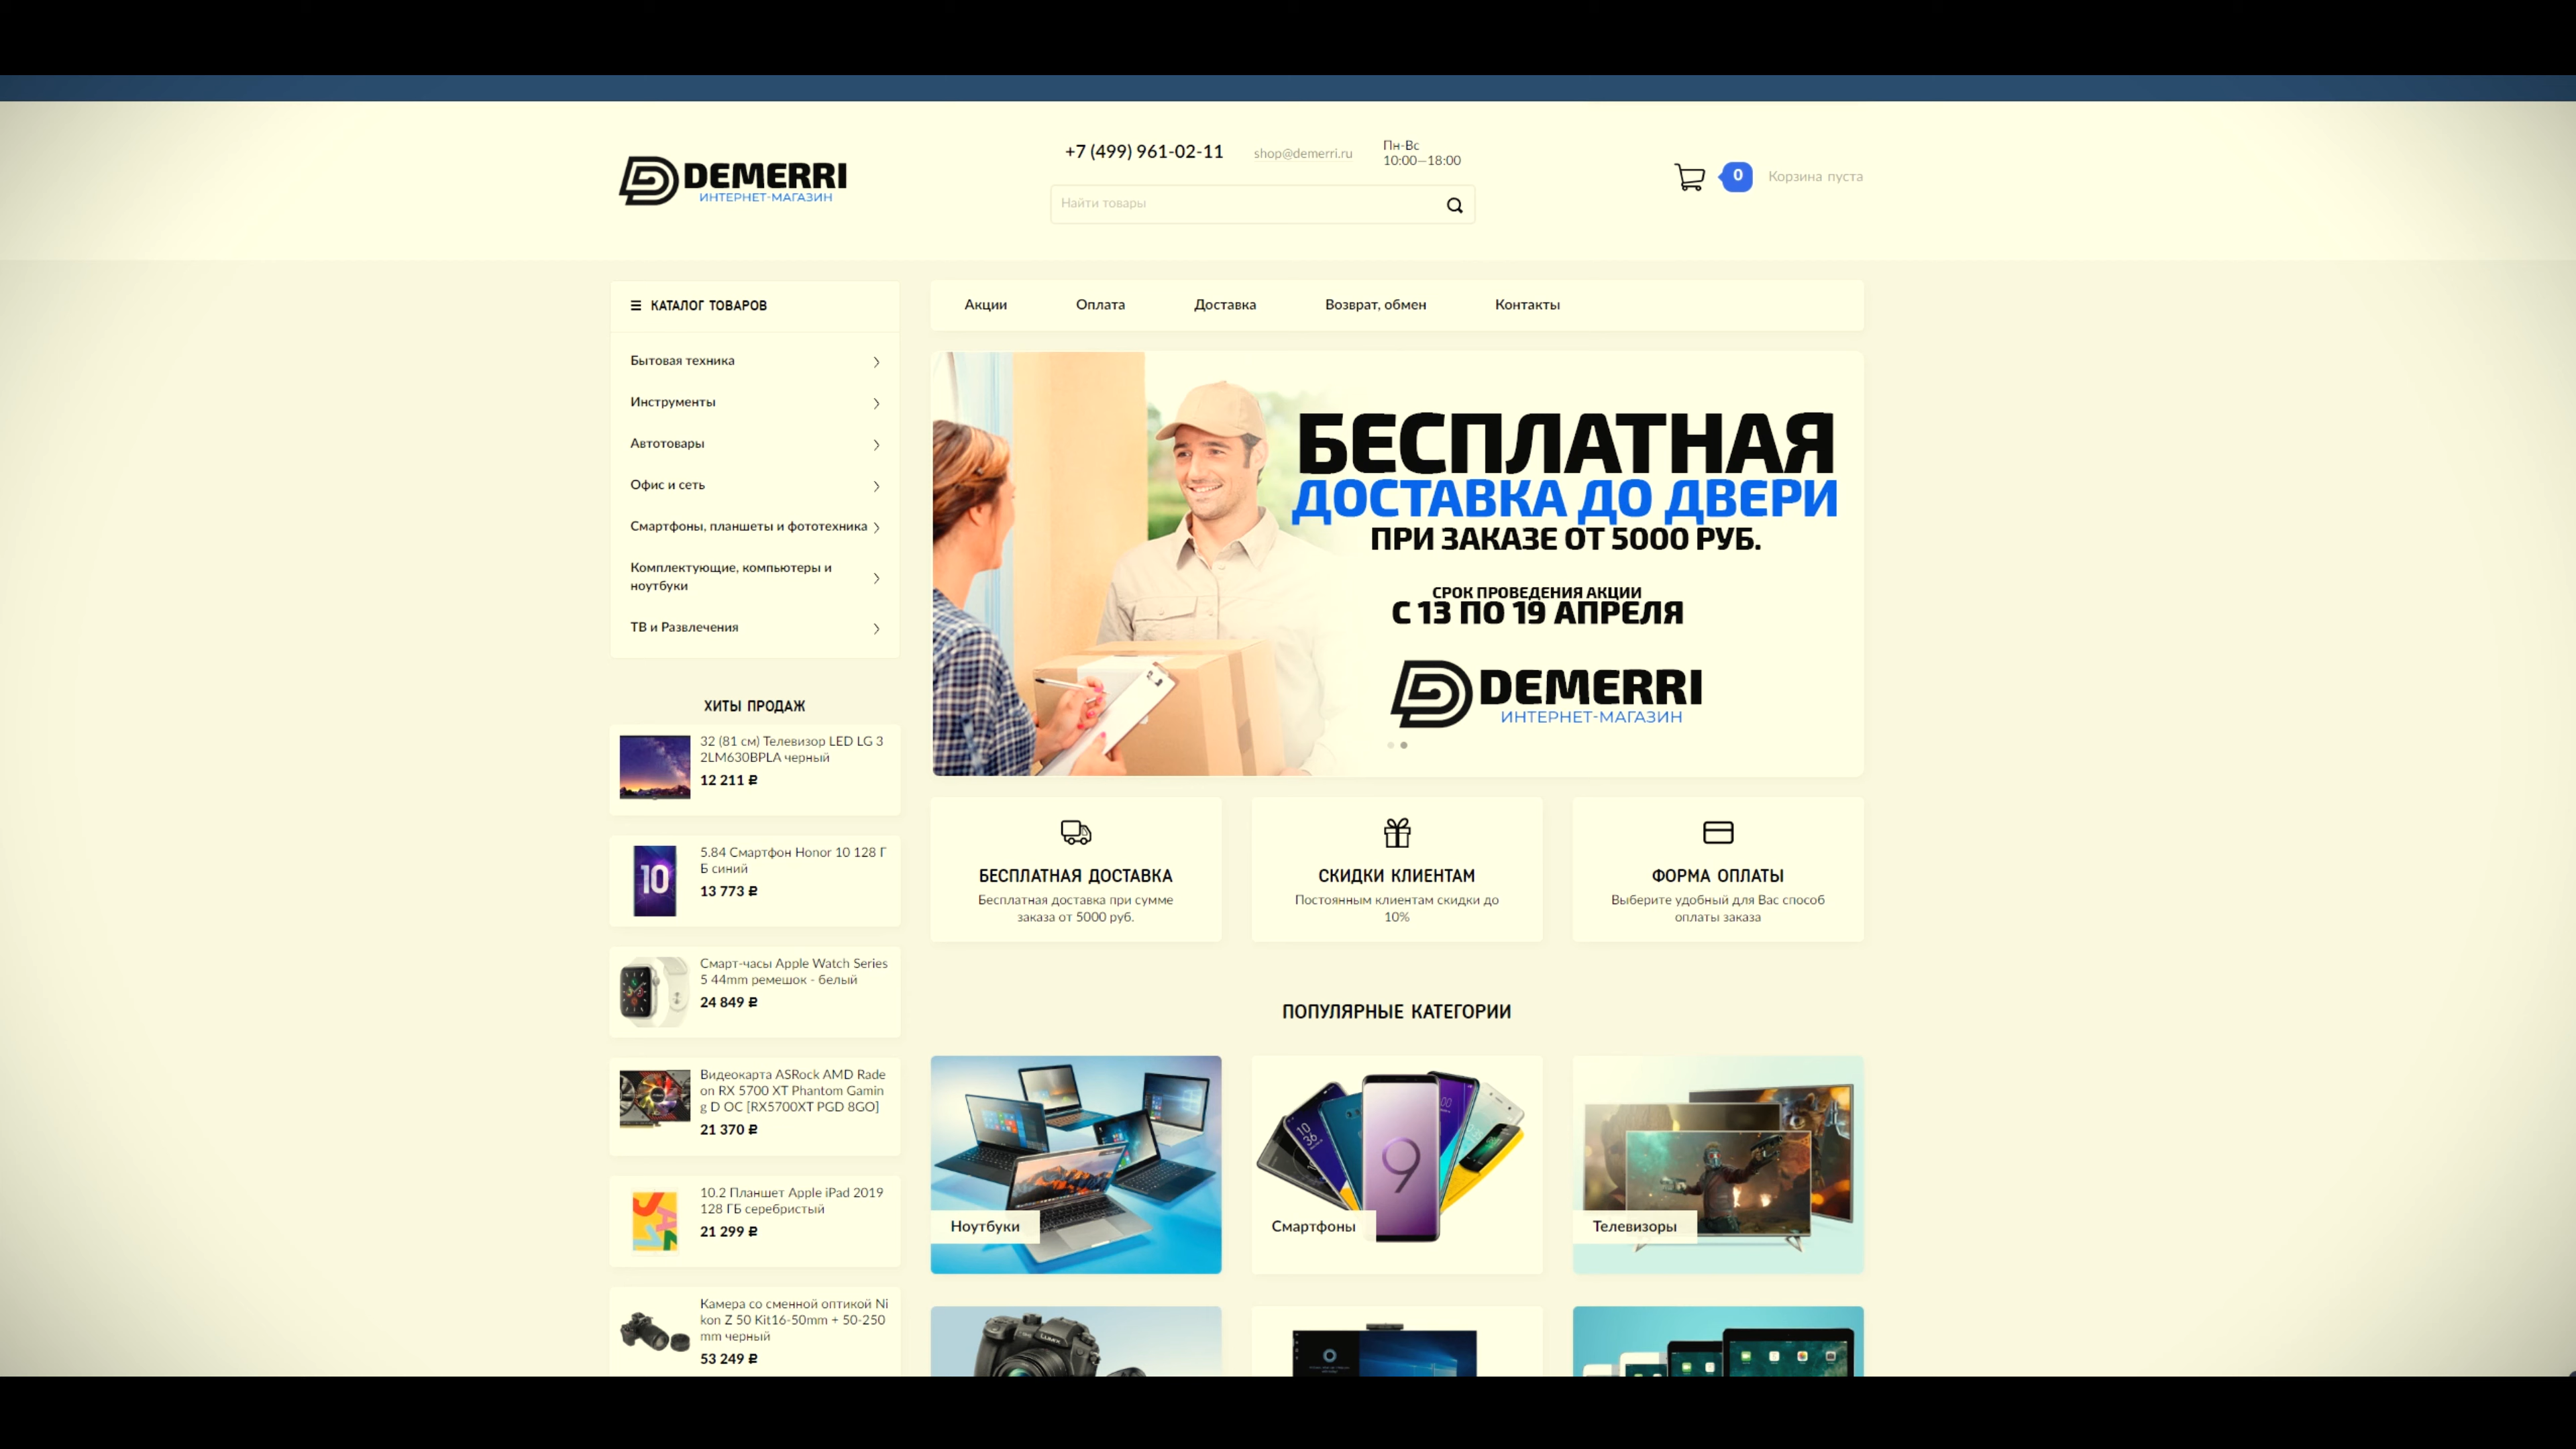 DEMERRI
ИНТЕРНЕТ-МАГАЗИН
+7 (499) 961-02-11
shop@demerri.ru
Пн-Вс
10:00—18:00
Найти товары
0
Корзина пуста
КАТАЛОГ ТОВАРОВ
Бытовая техника
Инструменты
Автотовары
Офис и сеть
Смартфоны, планшеты и фототехника
Комплектующие, компьютеры и
ноутбуки
ТВ и Развлечения
ХИТЫ ПРОДАЖ
32 (81 см) Телевизор LED LG 3
2LM630BPLA черный
12 211 ₽
5.84 Смартфон Honor 10 128 Г
Б синий
13 773 ₽
10
Смарт-часы Apple Watch Series
5 44mm ремешок - белый
24 849 ₽
Видеокарта ASRock AMD Rade
on RX 5700 XT Phantom Gamin
g D OC [RX5700XT PGD 8GO]
21 370 ₽
10.2 Планшет Apple iPad 2019
128 ГБ серебристый
21 299 ₽
Камера со сменной оптикой Ni
kon Z 50 Kit16-50mm + 50-250
mm черный
53 249 ₽
Акции
Оплата
Доставка
Возврат, обмен
Контакты
БЕСПЛАТНАЯ
ДОСТАВКА ДО ДВЕРИ
ПРИ ЗАКАЗЕ ОТ 5000 РУБ.
СРОК ПРОВЕДЕНИЯ АКЦИИ
С 13 ПО 19 АПРЕЛЯ
DEMERRI
ИНТЕРНЕТ-МАГАЗИН
БЕСПЛАТНАЯ ДОСТАВКА
Бесплатная доставка при сумме
заказа от 5000 руб.
СКИДКИ КЛИЕНТАМ
Постоянным клиентам скидки до
10%
ФОРМА ОПЛАТЫ
Выберите удобный для Вас способ
оплаты заказа
ПОПУЛЯРНЫЕ КАТЕГОРИИ
Ноутбуки
10
36
9
Смартфоны
Телевизоры
LUMIX